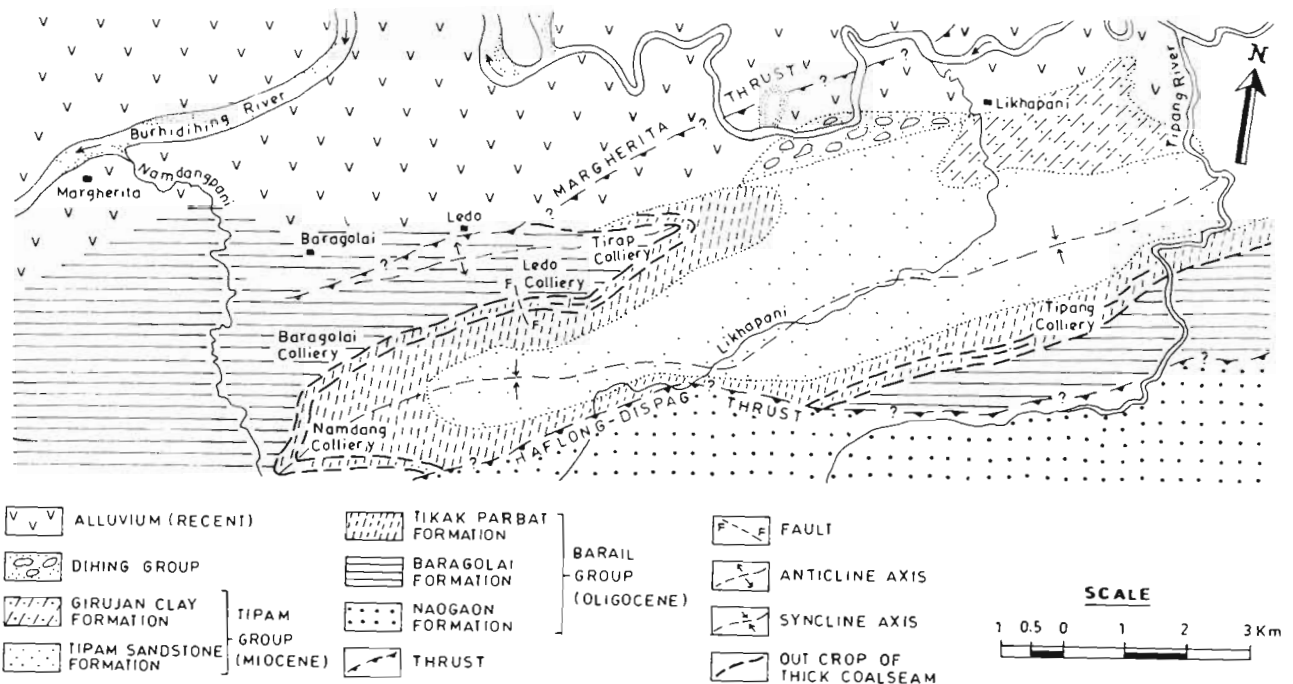 N
THRUST
?
Likhapani
Tipang River
Burhidihing River
MARGHERITA
Namdangpani
Margherita
?
Ledo
Baragolai
?
Tirap
Colliery
Ledo
Colliery
F
F
Baragolai
Colliery
Tipang
Colliery
Likhapani
?
?
THRUST
?
?
Namdang
Colliery
HAFLONG-DISPAG
?
ALLUVIUM (RECENT)
DIHING GROUP
GIRUJAN CLAY
FORMATION
TIPAM SANDSTONE
FORMATION
TIPAM
GROUP
(MIOCENE)
TIKAK PARBAT
FORMATION
BARAGOLAI
FORMATION
NAOGAON
FORMATION
THRUST
BARAIL
GROUP
(OLIGOCENE)
F F FAULT
ANTICLINE AXIS
SYNCLINE AXIS
OUT CROP OF
THICK COALSEAM
SCALE
1 0.5 0 1 2 3 Km